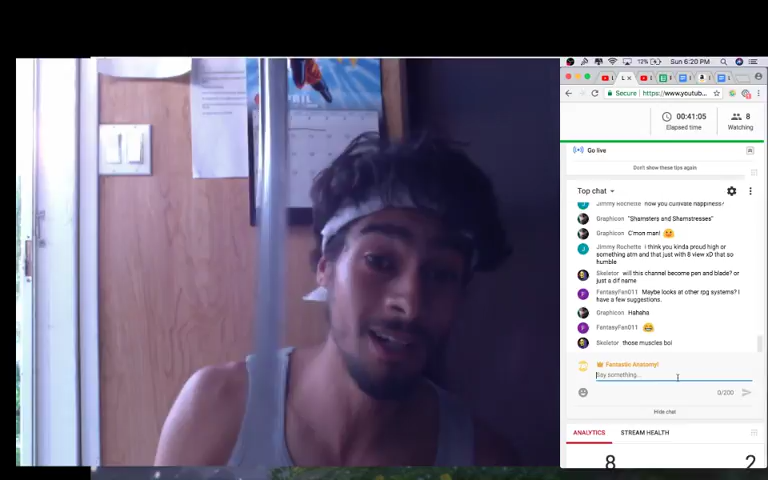 APRIL
12%
Sun 6:20 PM
Secure
https://www.youtub...
00:41:05
Elapsed time
8
Watching
Go live
Don't show these tips again
Top chat
Jimmy Rochette how you cultivate happiness?
Graphicon "Shamsters and Shamstresses"
Graphicon C'mon man!
Jimmy Rochette i think you kinda proud high or
something atm and that just with 8 view xD that so
humble
Skeletor will this channel become pen and blade? or
just a dif name
FantasyFan011 Maybe looks at other rpg systems? I
have a few suggestions.
Graphicon Hahaha
FantasyFan011
Skeletor those muscles boi
Fantastic Anatomy!
Say something...
0/200
Hide chat
ANALYTICS
STREAM HEALTH
8
2